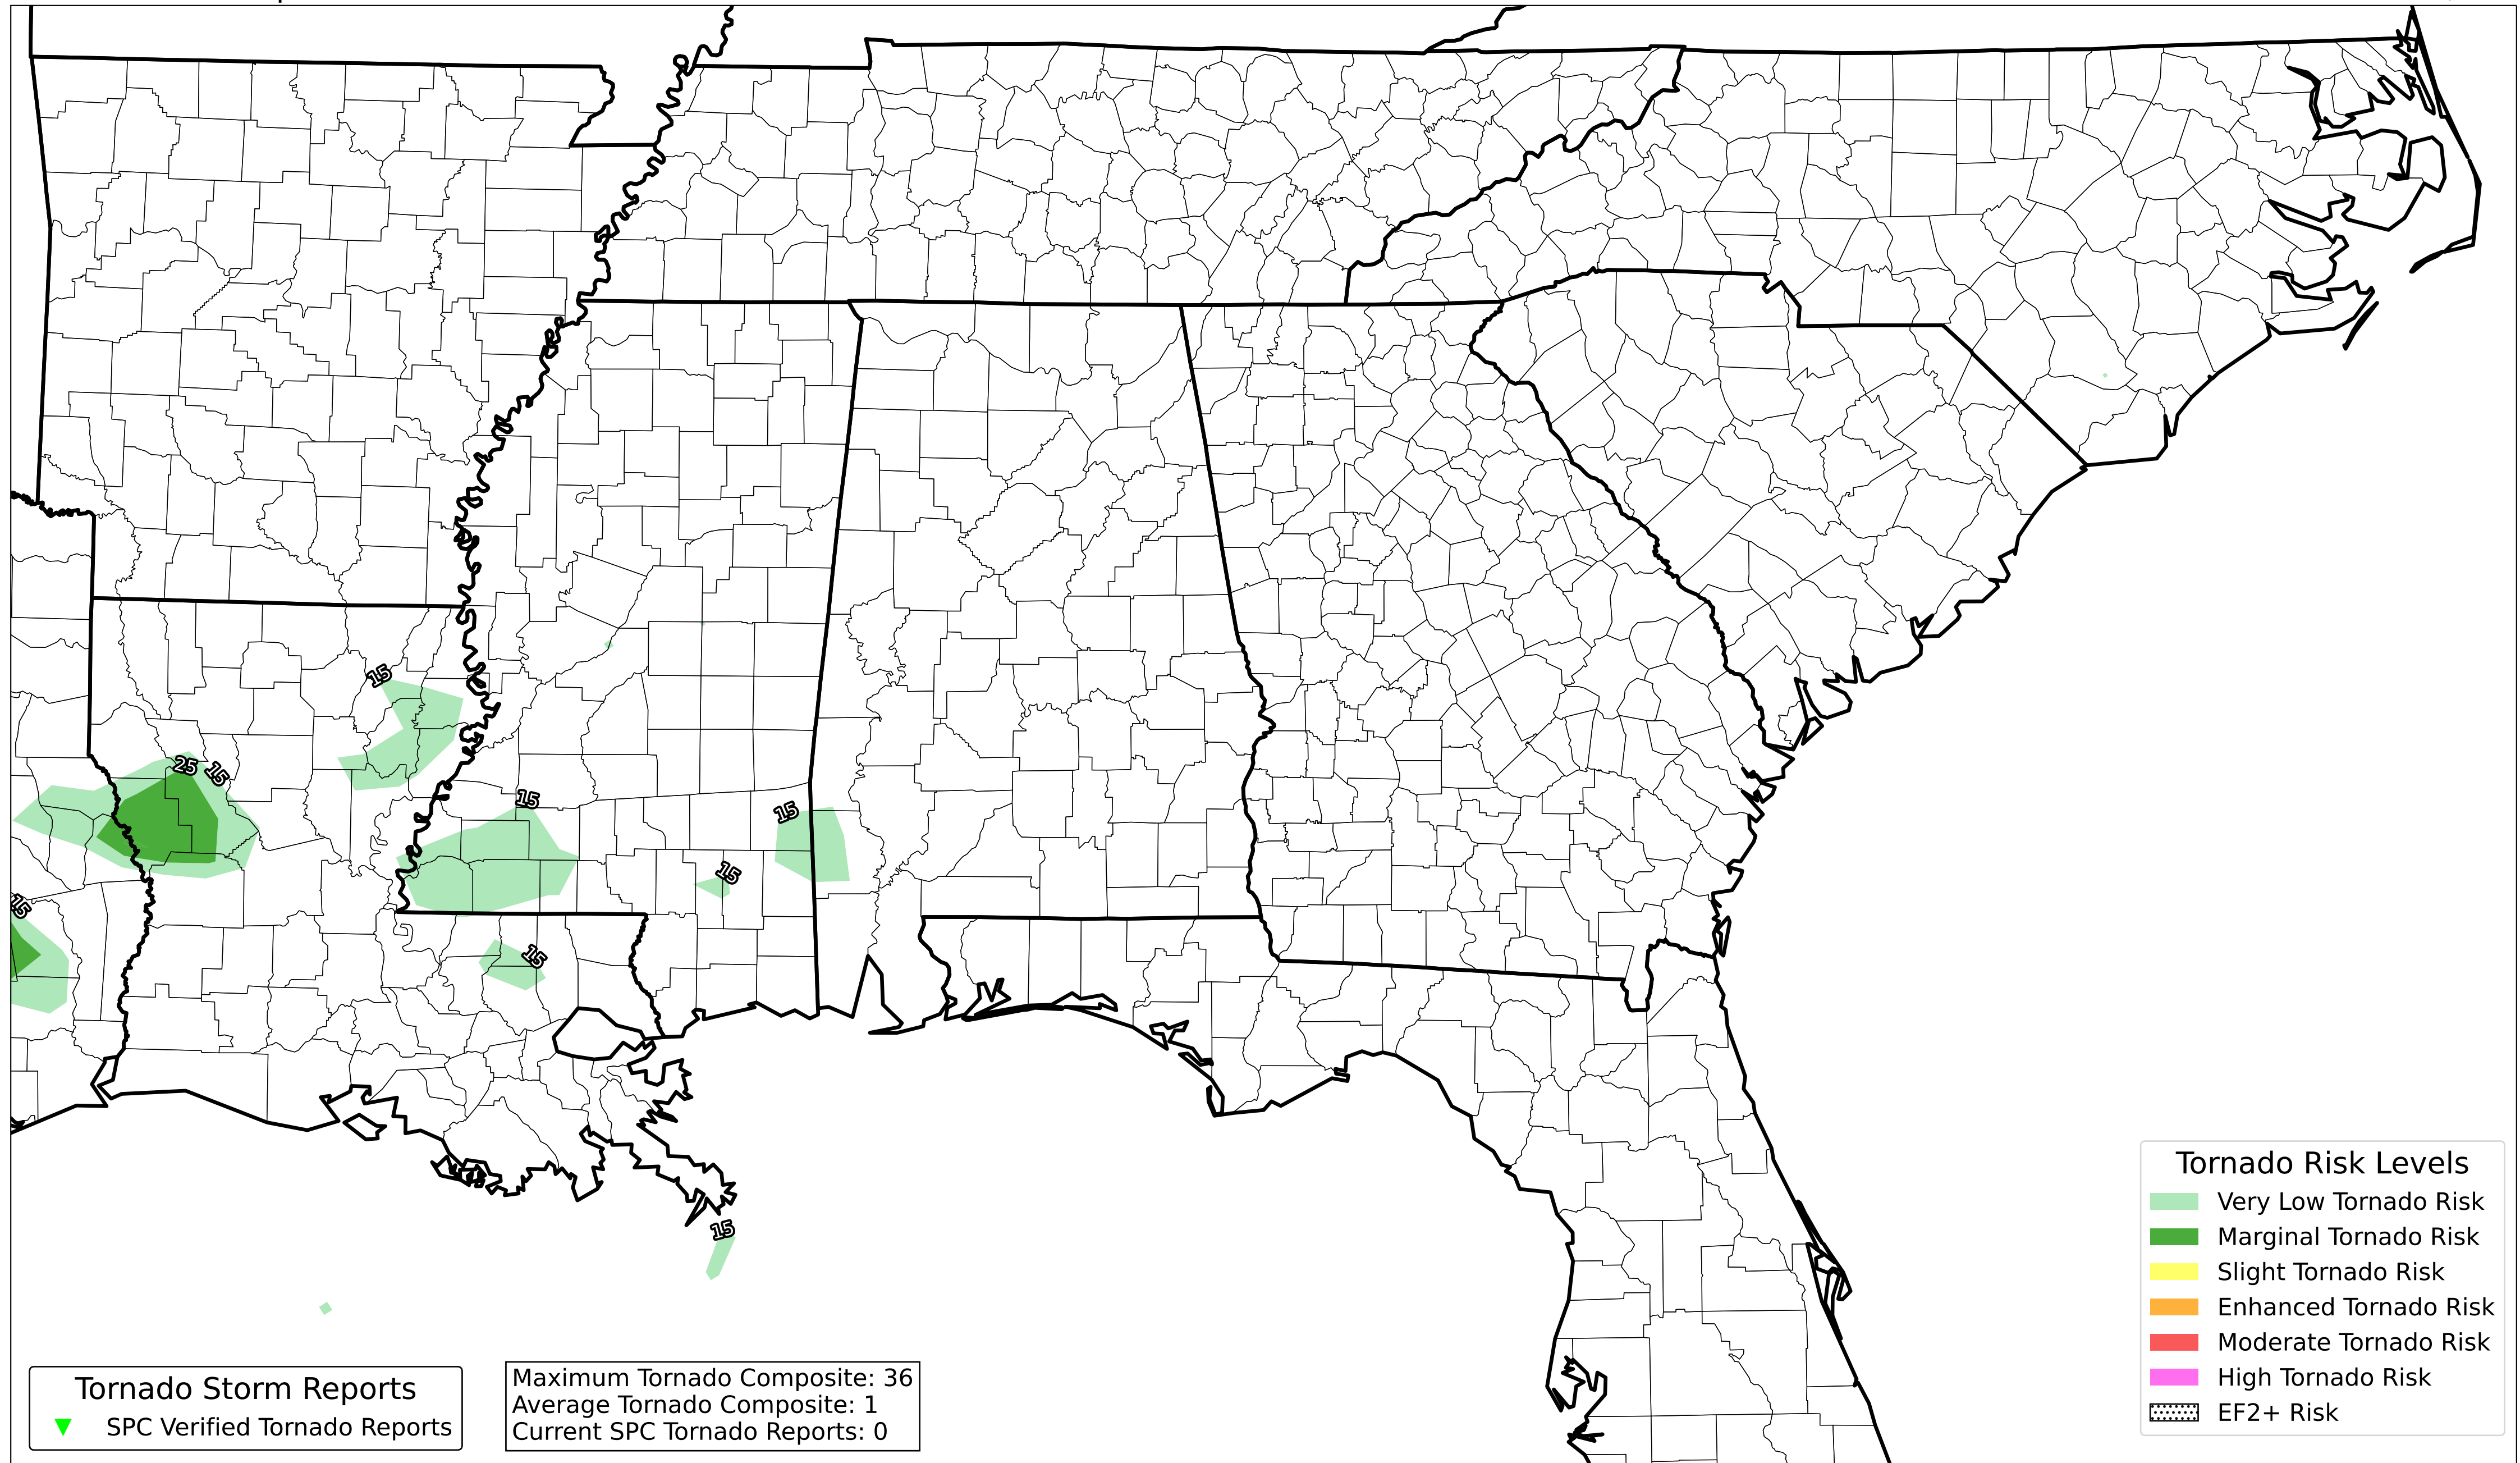 15
25
15
15
15
15
15
15
15
Tornado Storm Reports
SPC Verified Tornado Reports
Maximum Tornado Composite: 36
Average Tornado Composite: 1
Current SPC Tornado Reports: 0
Tornado Risk Levels
Very Low Tornado Risk
Marginal Tornado Risk
Slight Tornado Risk
Enhanced Tornado Risk
Moderate Tornado Risk
High Tornado Risk
EF2+ Risk